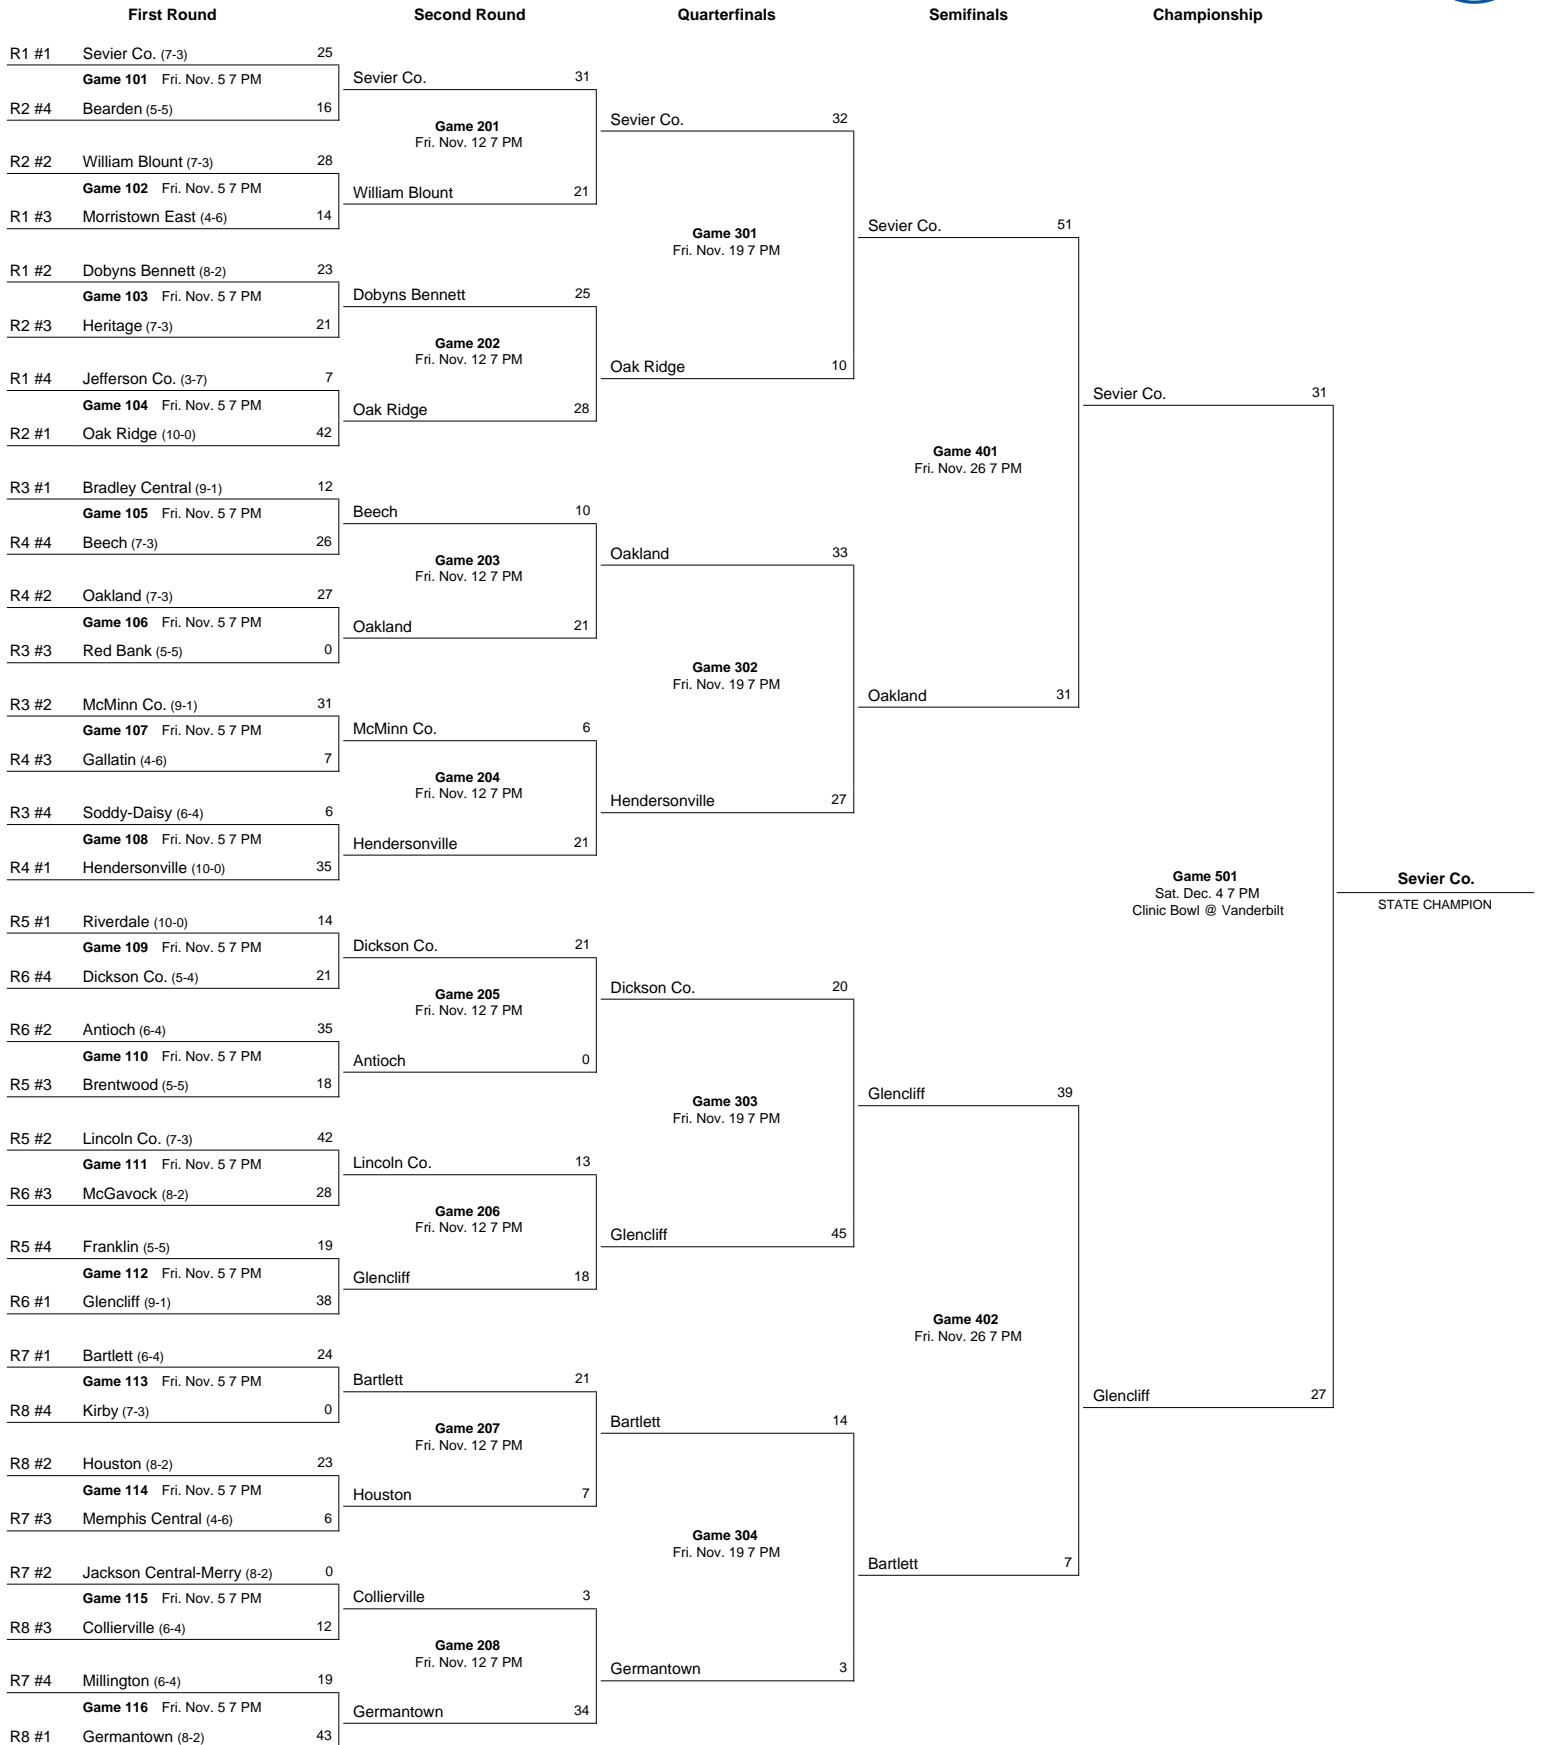 First Round Second Round Quarterfinals Semifinals Championship
R1 #1 Sevier Co. (7-3) 25
Game 101 Fri. Nov. 5 7 PM
R2 #4 Bearden (5-5) 16
R2 #2 William Blount (7-3) 28
Game 102 Fri. Nov. 5 7 PM
R1 #3 Morristown East (4-6) 14
R1 #2 Dobyns Bennett (8-2) 23
Game 103 Fri. Nov. 5 7 PM
R2 #3 Heritage (7-3) 21
R1 #4 Jefferson Co. (3-7) 7
Game 104 Fri. Nov. 5 7 PM
R2 #1 Oak Ridge (10-0) 42
R3 #1 Bradley Central (9-1) 12
Game 105 Fri. Nov. 5 7 PM
R4 #4 Beech (7-3) 26
R4 #2 Oakland (7-3) 27
Game 106 Fri. Nov. 5 7 PM
R3 #3 Red Bank (5-5) 0
R3 #2 McMinn Co. (9-1) 31
Game 107 Fri. Nov. 5 7 PM
R4 #3 Gallatin (4-6) 7
R3 #4 Soddy-Daisy (6-4) 6
Game 108 Fri. Nov. 5 7 PM
R4 #1 Hendersonville (10-0) 35
R5 #1 Riverdale (10-0) 14
Game 109 Fri. Nov. 5 7 PM
R6 #4 Dickson Co. (5-4) 21
R6 #2 Antioch (6-4) 35
Game 110 Fri. Nov. 5 7 PM
R5 #3 Brentwood (5-5) 18
R5 #2 Lincoln Co. (7-3) 42
Game 111 Fri. Nov. 5 7 PM
R6 #3 McGavock (8-2) 28
R5 #4 Franklin (5-5) 19
Game 112 Fri. Nov. 5 7 PM
R6 #1 Glencliff (9-1) 38
R7 #1 Bartlett (6-4) 24
Game 113 Fri. Nov. 5 7 PM
R8 #4 Kirby (7-3) 0
R8 #2 Houston (8-2) 23
Game 114 Fri. Nov. 5 7 PM
R7 #3 Memphis Central (4-6) 6
R7 #2 Jackson Central-Merry (8-2) 0
Game 115 Fri. Nov. 5 7 PM
R8 #3 Collierville (6-4) 12
R7 #4 Millington (6-4) 19
Game 116 Fri. Nov. 5 7 PM
R8 #1 Germantown (8-2) 43
Sevier Co. 31
Game 201
Fri. Nov. 12 7 PM
William Blount 21
Dobyns Bennett 25
Game 202
Fri. Nov. 12 7 PM
Oak Ridge 28
Beech 10
Game 203
Fri. Nov. 12 7 PM
Oakland 21
McMinn Co. 6
Game 204
Fri. Nov. 12 7 PM
Hendersonville 21
Dickson Co. 21
Game 205
Fri. Nov. 12 7 PM
Antioch 0
Lincoln Co. 13
Game 206
Fri. Nov. 12 7 PM
Glencliff 18
Bartlett 21
Game 207
Fri. Nov. 12 7 PM
Houston 7
Collierville 3
Game 208
Fri. Nov. 12 7 PM
Germantown 34
Sevier Co. 32
Game 301
Fri. Nov. 19 7 PM
Oak Ridge 10
Oakland 33
Game 302
Fri. Nov. 19 7 PM
Hendersonville 27
Dickson Co. 20
Game 303
Fri. Nov. 19 7 PM
Glencliff 45
Bartlett 14
Game 304
Fri. Nov. 19 7 PM
Germantown 3
Sevier Co. 51
Game 401
Fri. Nov. 26 7 PM
Oakland 31
Glencliff 39
Game 402
Fri. Nov. 26 7 PM
Bartlett 7
Sevier Co. 31
Game 501
Sat. Dec. 4 7 PM
Clinic Bowl @ Vanderbilt
Glencliff 27
Sevier Co.
STATE CHAMPION